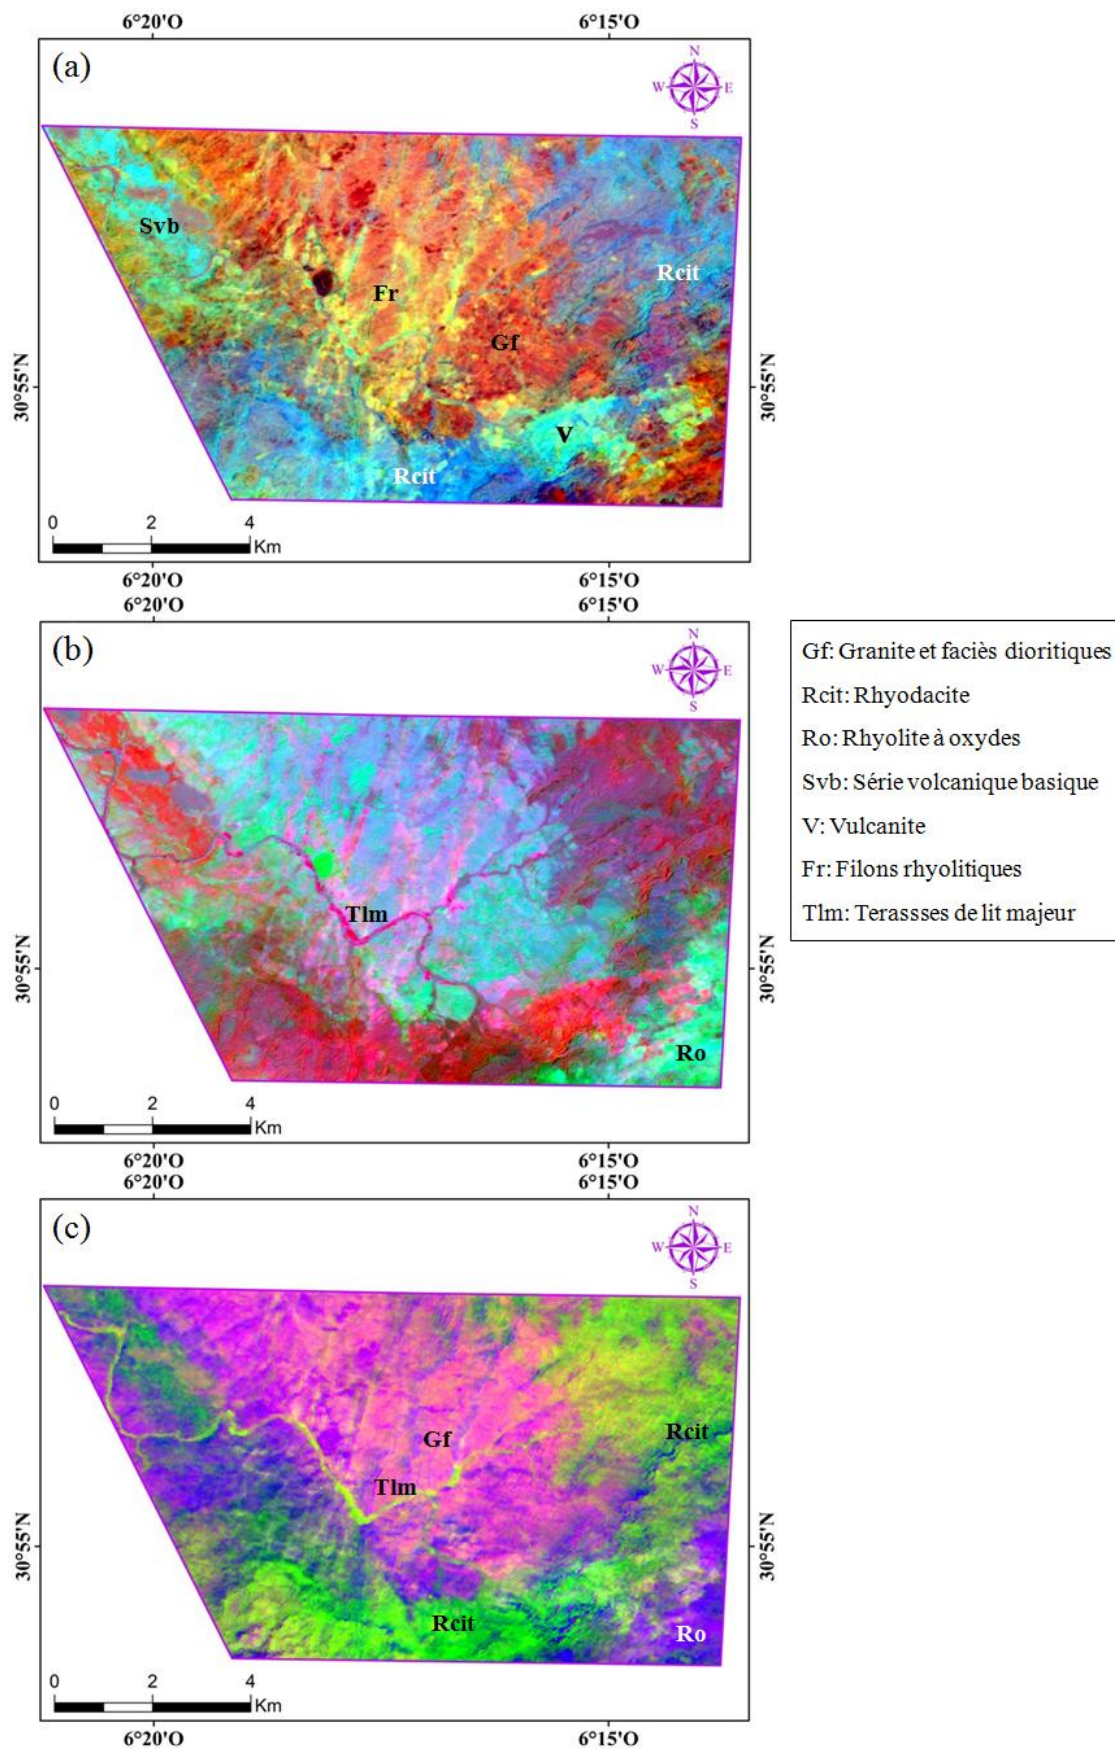 6°20'O 6°15'O
(a)
N
W E
S
Svb
Rcit
Fr
Gf
30°55'N 30°55'N
V
Rcit
0 2 4
Km
6°20'O 6°15'O
6°20'O 6°15'O
(b)
N
W E
S
Tlm
30°55'N 30°55'N
Ro
0 2 4
Km
6°20'O 6°15'O
Gf: Granite et faciès dioritiques
Rcit: Rhyodacite
Ro: Rhyolite à oxydes
Svb: Série volcanique basique
V: Vulcanite
Fr: Filons rhyolitiques
Tlm: Terassses de lit majeur
6°20'O 6°15'O
(c)
N
W E
S
Rcit
Gf
Tlm
30°55'N 30°55'N
Rcit
Ro
0 2 4
Km
6°20'O 6°15'O